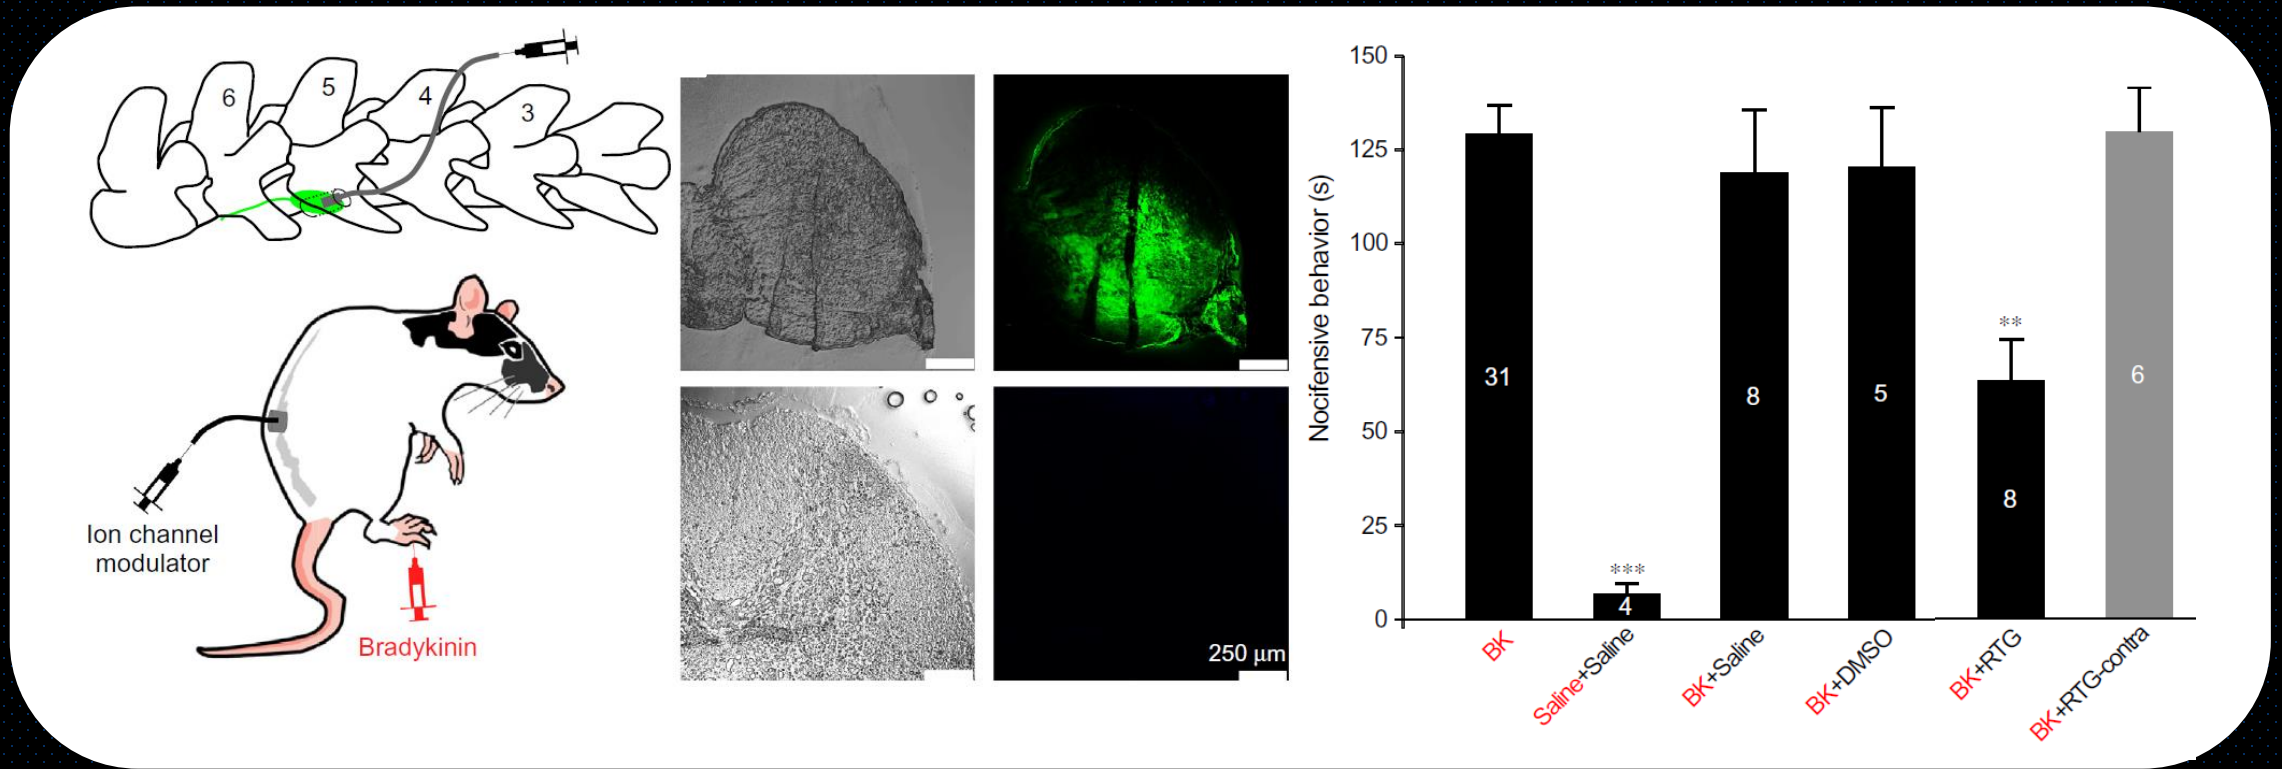 6
5
4
3
Ion channel
modulator
Bradykinin
250 μm
Nocifensive behavior (s)
150
125
100
75
50
25
0
31
***
4
8
5
**
8
6
BK
Saline+Saline
BK+Saline
BK+DMSO
BK+RTG
BK+RTG-contra